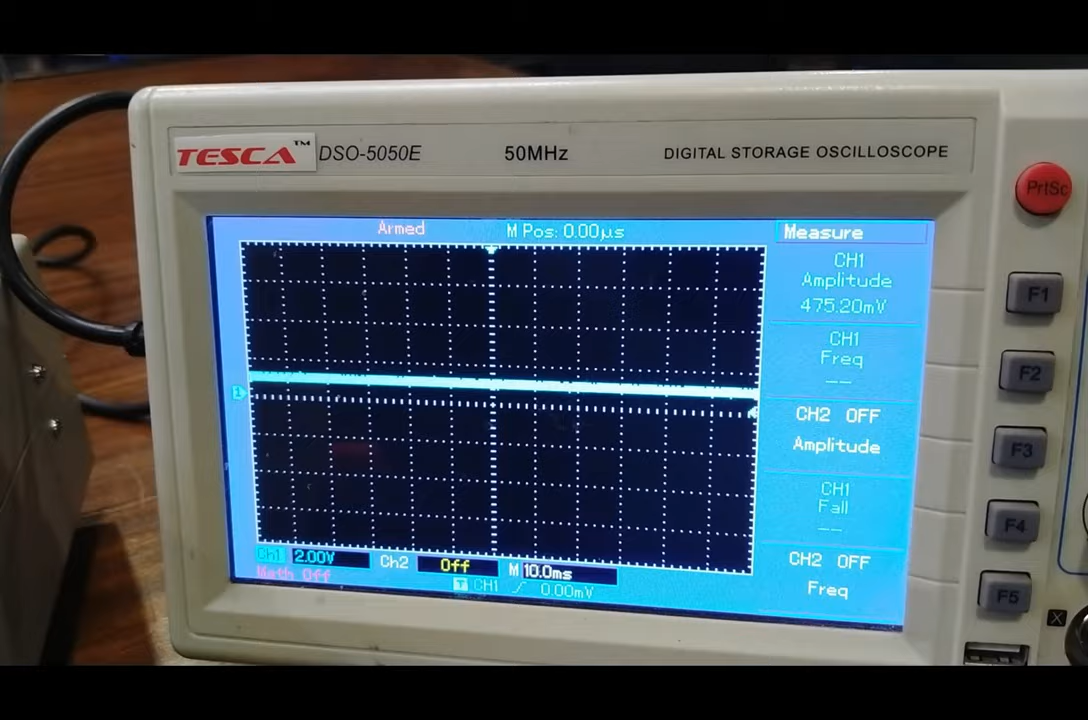 TESCA™ DSO-5050E 50MHz DIGITAL STORAGE OSCILLOSCOPE
PrtSc
Armed M Pos: 0.00µs
Measure
CH1
Amplitude
475.20mV
F1
CH1
Freq
--
F2
CH2 OFF
Amplitude
F3
CH1
Fall
--
F4
CH2 OFF
Freq
F5
1
Ch1 2.00V Ch2 Off M 10.0ms
Math Off
T CH1 0.00mV
X